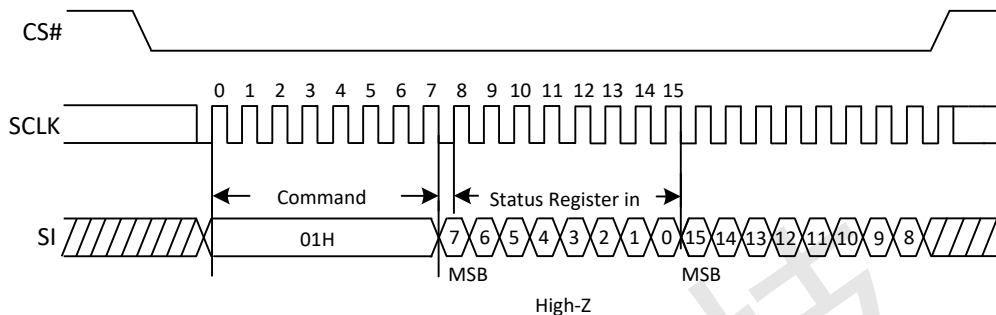 CS#
0 1 2 3 4 5 6 7 8 9 10 11 12 13 14 15
SCLK
Command Status Register in
SI 01H 7 6 5 4 3 2 1 0 15 14 13 12 11 10 9 8
MSB MSB
High-Z